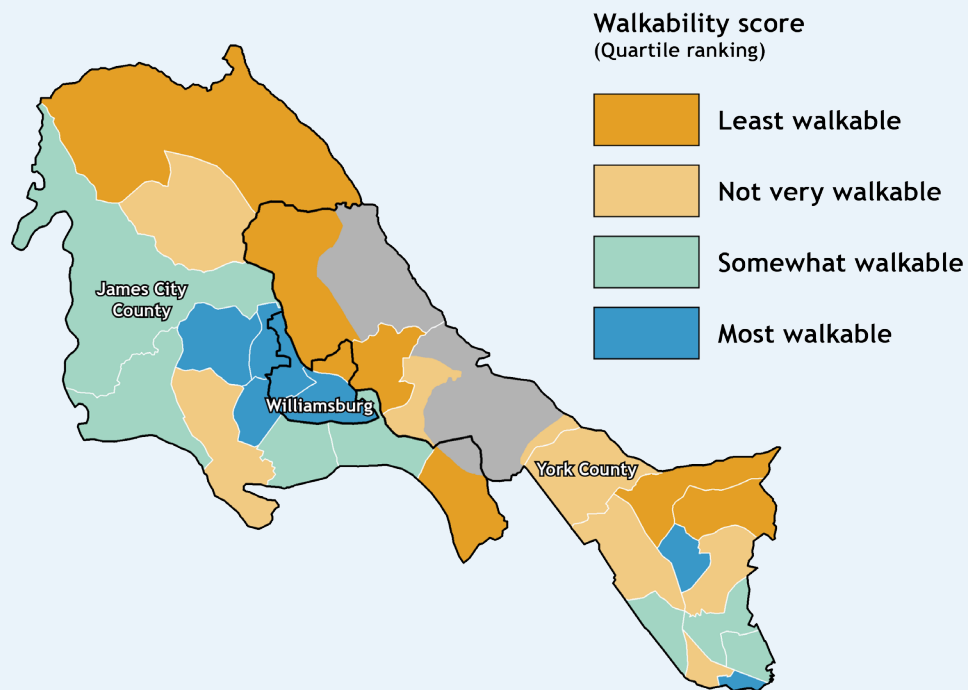 Walkability score
(Quartile ranking)
Least walkable
Not very walkable
Somewhat walkable
Most walkable
James City
County
Williamsburg
York County